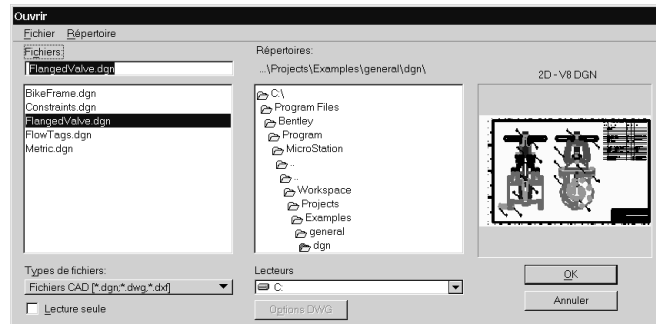 Ouvrir
Fichier Répertoire
Fichiers:
FlangedValve.dgn
BikeFrame.dgn
Constraints.dgn
FlangedValve.dgn
FlowTags.dgn
Metric.dgn
Types de fichiers:
Fichiers CAD [*.dgn;*.dwg,*.dxf]
Lecture seule
Répertoires:
...\Projects\Examples\general\dgn\
C:\
Program Files
Bentley
Program
MicroStation
..
..
Workspace
Projects
Examples
general
dgn
Lecteurs
C:
Options DWG
2D - V8 DGN
OK
Annuler